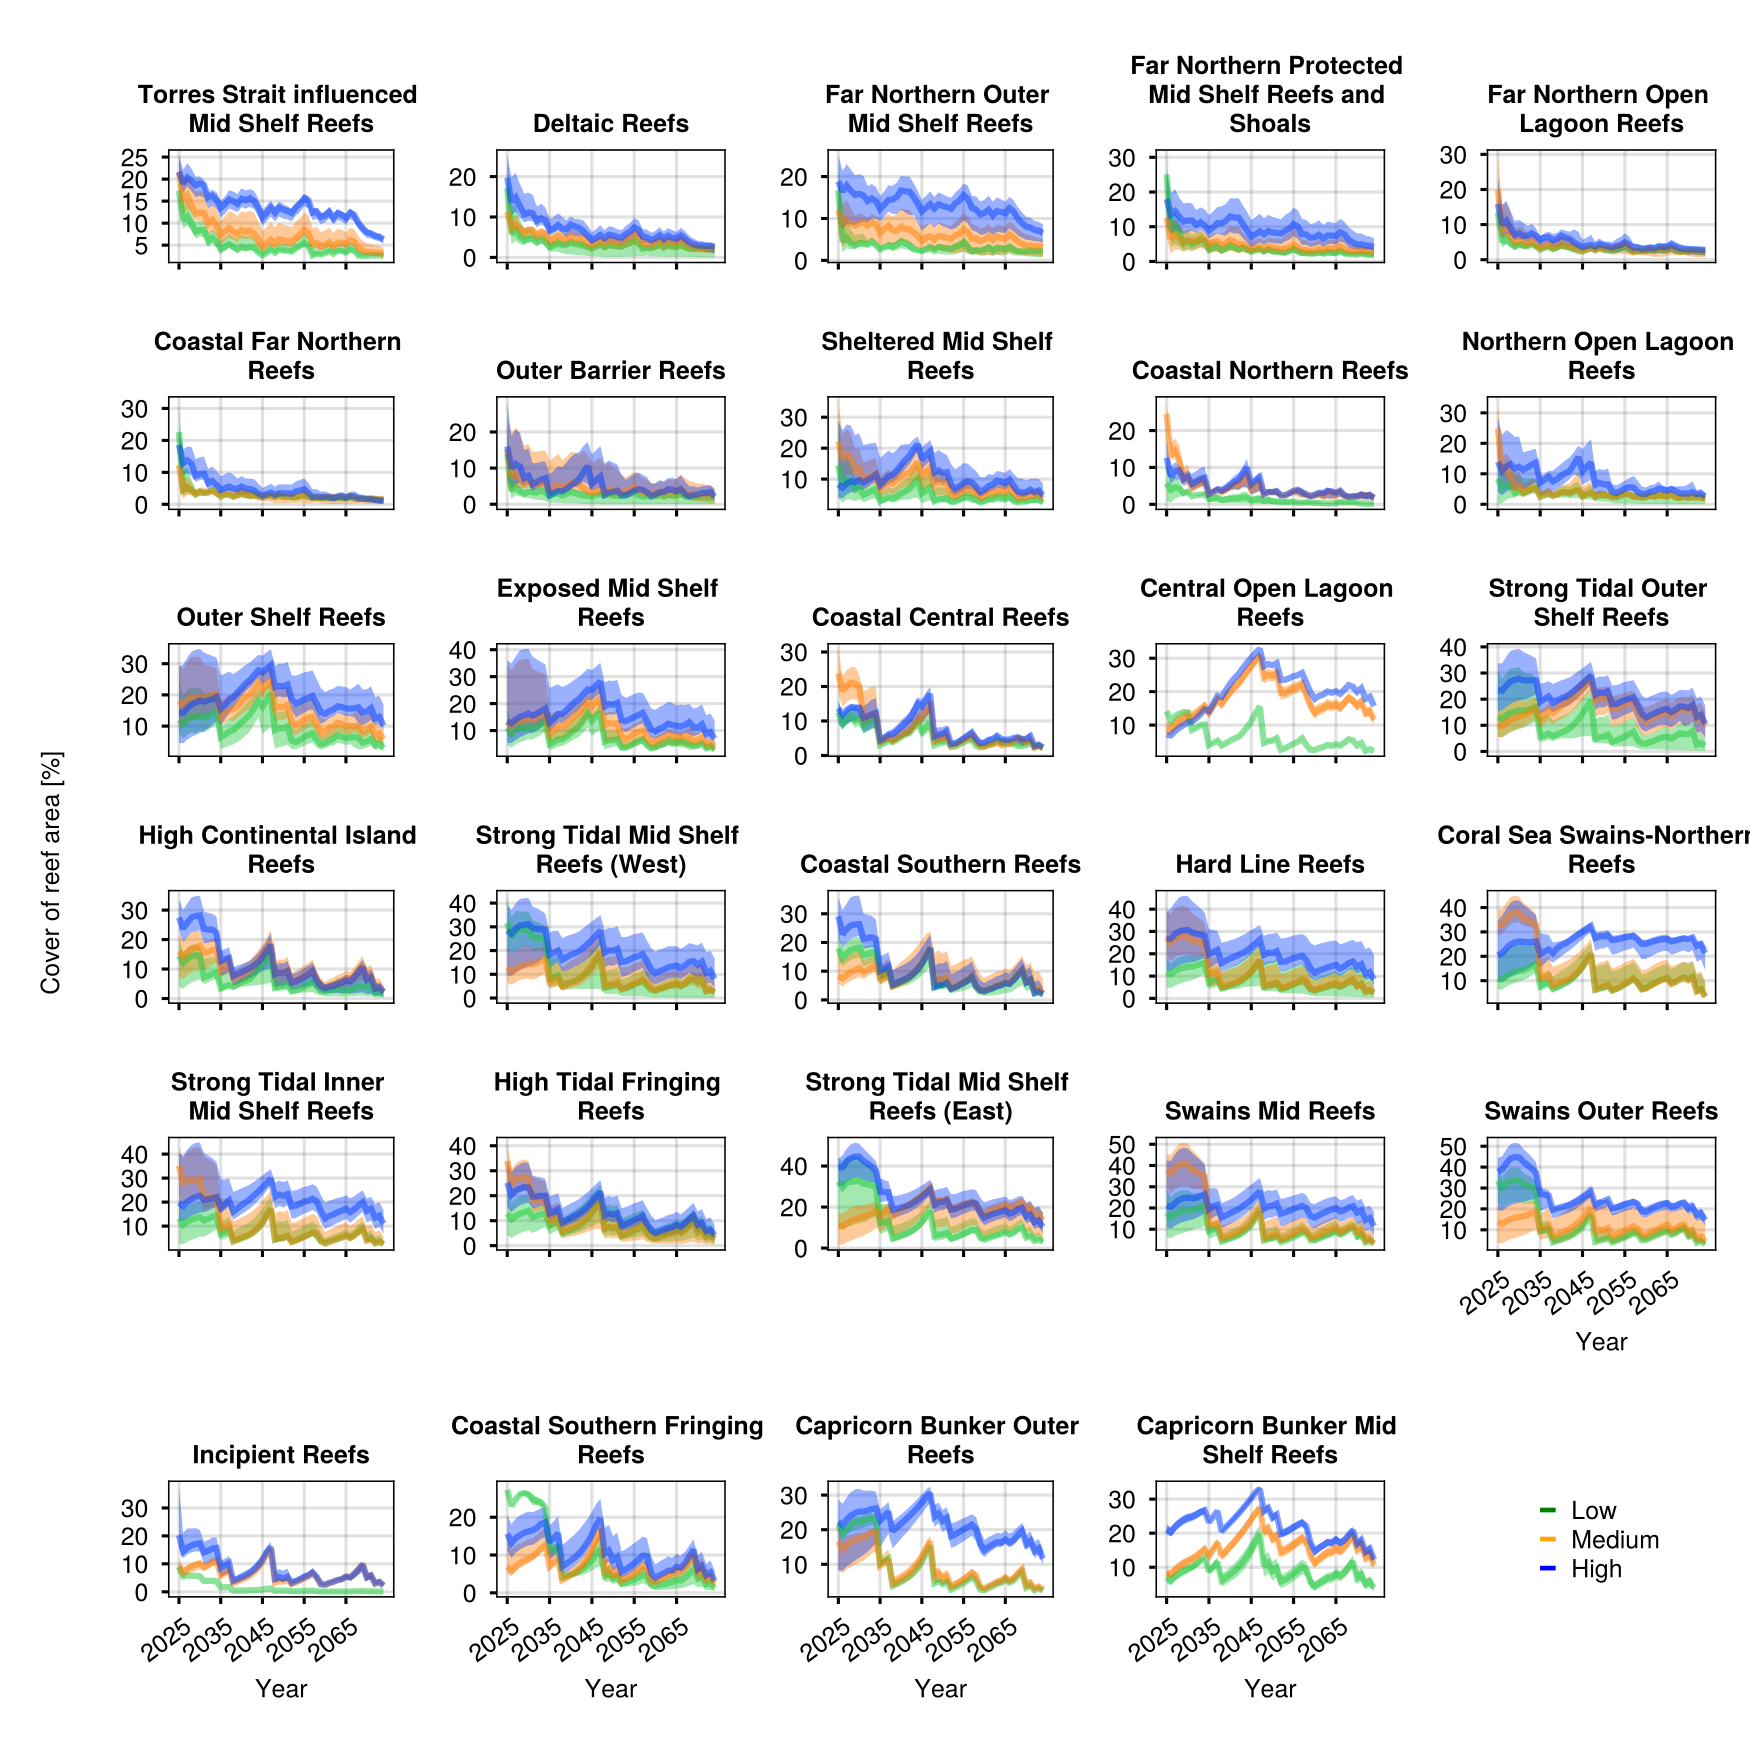 Torres Strait influenced
Mid Shelf Reefs
Deltaic Reefs
Far Northern Outer
Mid Shelf Reefs
Far Northern Protected
Mid Shelf Reefs and
Shoals
Far Northern Open
Lagoon Reefs
25
20
15
10
5
20
10
0
20
10
0
30
20
10
0
30
20
10
0
Coastal Far Northern
Reefs
Outer Barrier Reefs
Sheltered Mid Shelf
Reefs
Coastal Northern Reefs
Northern Open Lagoon
Reefs
30
20
10
0
20
10
0
30
20
10
20
10
0
30
20
10
0
Outer Shelf Reefs
Exposed Mid Shelf
Reefs
Coastal Central Reefs
Central Open Lagoon
Reefs
Strong Tidal Outer
Shelf Reefs
30
20
10
40
30
20
10
30
20
10
0
30
20
10
40
30
20
10
0
Cover of reef area [%]
High Continental Island
Reefs
Strong Tidal Mid Shelf
Reefs (West)
Coastal Southern Reefs
Hard Line Reefs
Coral Sea Swains-Northern
Reefs
30
20
10
0
40
30
20
10
0
30
20
10
0
40
30
20
10
0
40
30
20
10
Strong Tidal Inner
Mid Shelf Reefs
High Tidal Fringing
Reefs
Strong Tidal Mid Shelf
Reefs (East)
Swains Mid Reefs
Swains Outer Reefs
40
30
20
10
40
30
20
10
0
40
20
0
50
40
30
20
10
50
40
30
20
10
2025
2035
2045
2055
2065
Year
Incipient Reefs
Coastal Southern Fringing
Reefs
Capricorn Bunker Outer
Reefs
Capricorn Bunker Mid
Shelf Reefs
30
20
10
0
20
10
0
30
20
10
30
20
10
2025
2035
2045
2055
2065
Year
2025
2035
2045
2055
2065
Year
2025
2035
2045
2055
2065
Year
2025
2035
2045
2055
2065
Year
Low
Medium
High